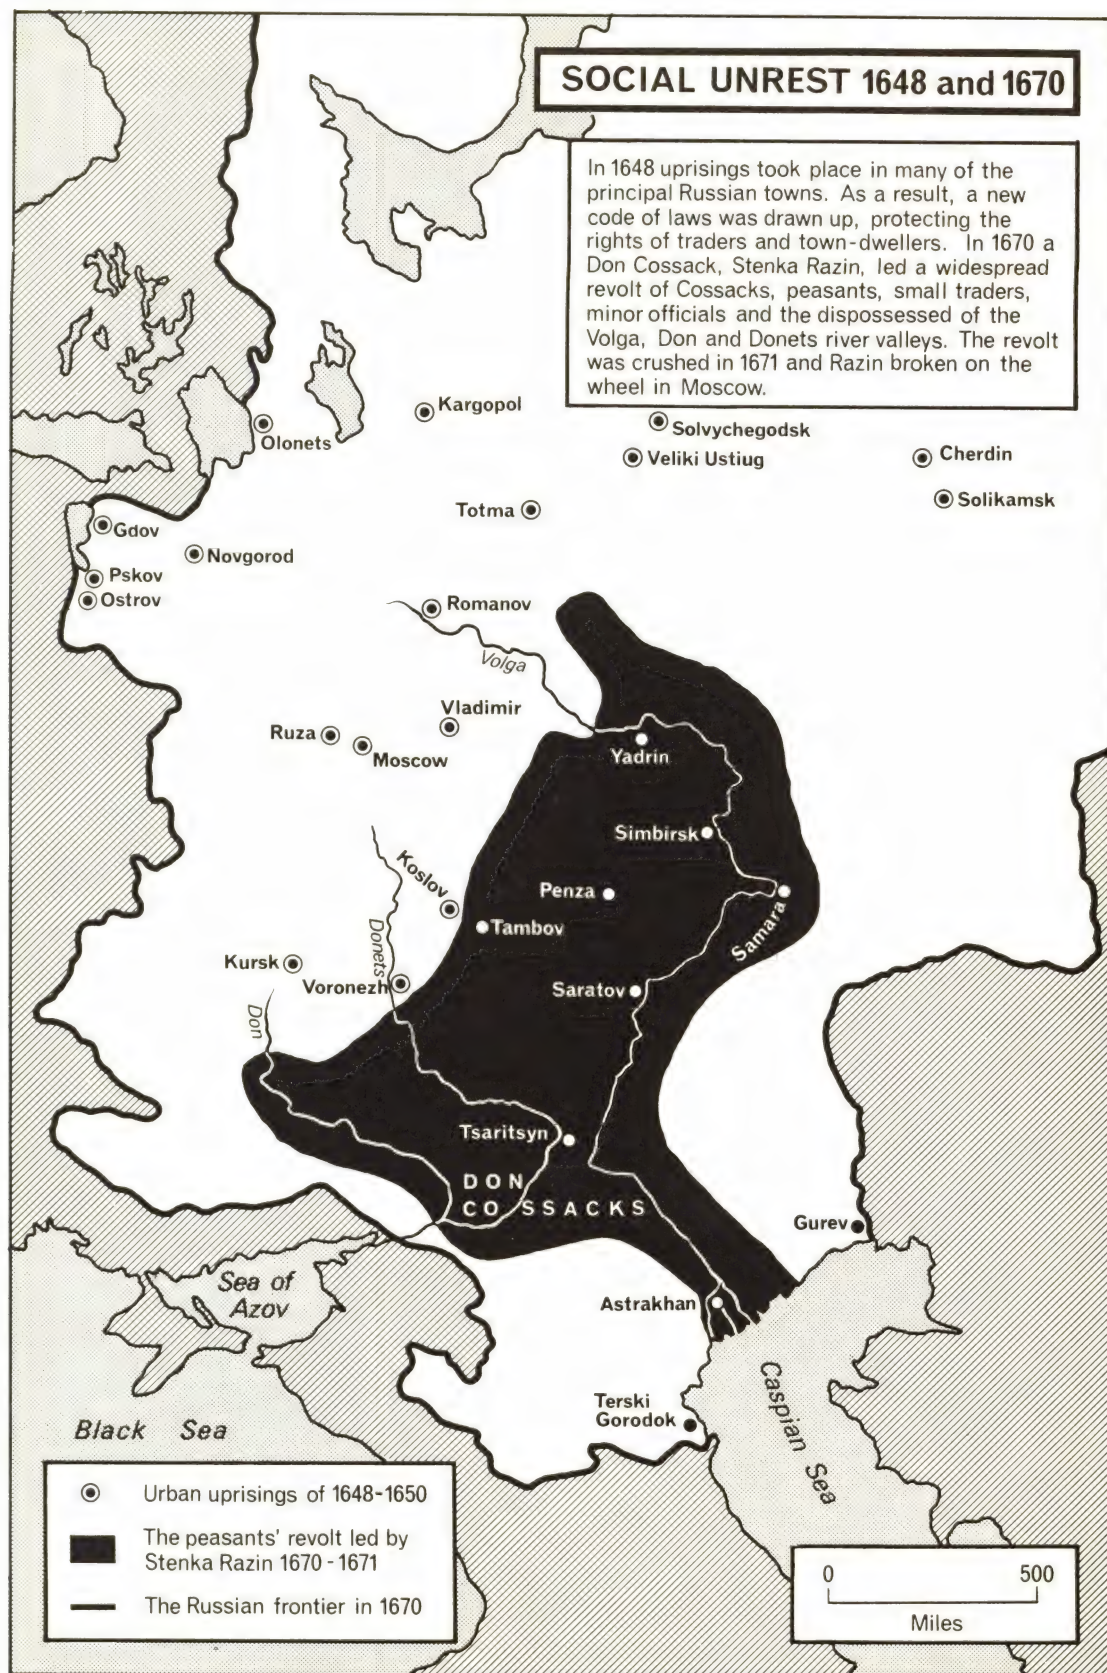 SOCIAL UNREST 1648 and 1670
In 1648 uprisings took place in many of the
principal Russian towns. As a result, a new
code of laws was drawn up, protecting the
rights of traders and town-dwellers. In 1670 a
Don Cossack, Stenka Razin, led a widespread
revolt of Cossacks, peasants, small traders,
minor officials and the dispossessed of the
Volga, Don and Donets river valleys. The revolt
was crushed in 1671 and Razin broken on the
wheel in Moscow.
Kargopol
Olonets
Solvychegodsk
Veliki Ustiug
Cherdin
Solikamsk
Totma
Gdov
Novgorod
Pskov
Ostrov
Romanov
Volga
Vladimir
Ruza
Moscow
Yadrin
Simbirsk
Koslov
Penza
Tambov
Samara
Donets
Kursk
Voronezh
Saratov
Don
Tsaritsyn
DON
COSSACKS
Gurev
Sea of
Azov
Astrakhan
Caspian Sea
Terski
Gorodok
Black Sea
Urban uprisings of 1648-1650
The peasants' revolt led by
Stenka Razin 1670-1671
The Russian frontier in 1670
0 500
Miles